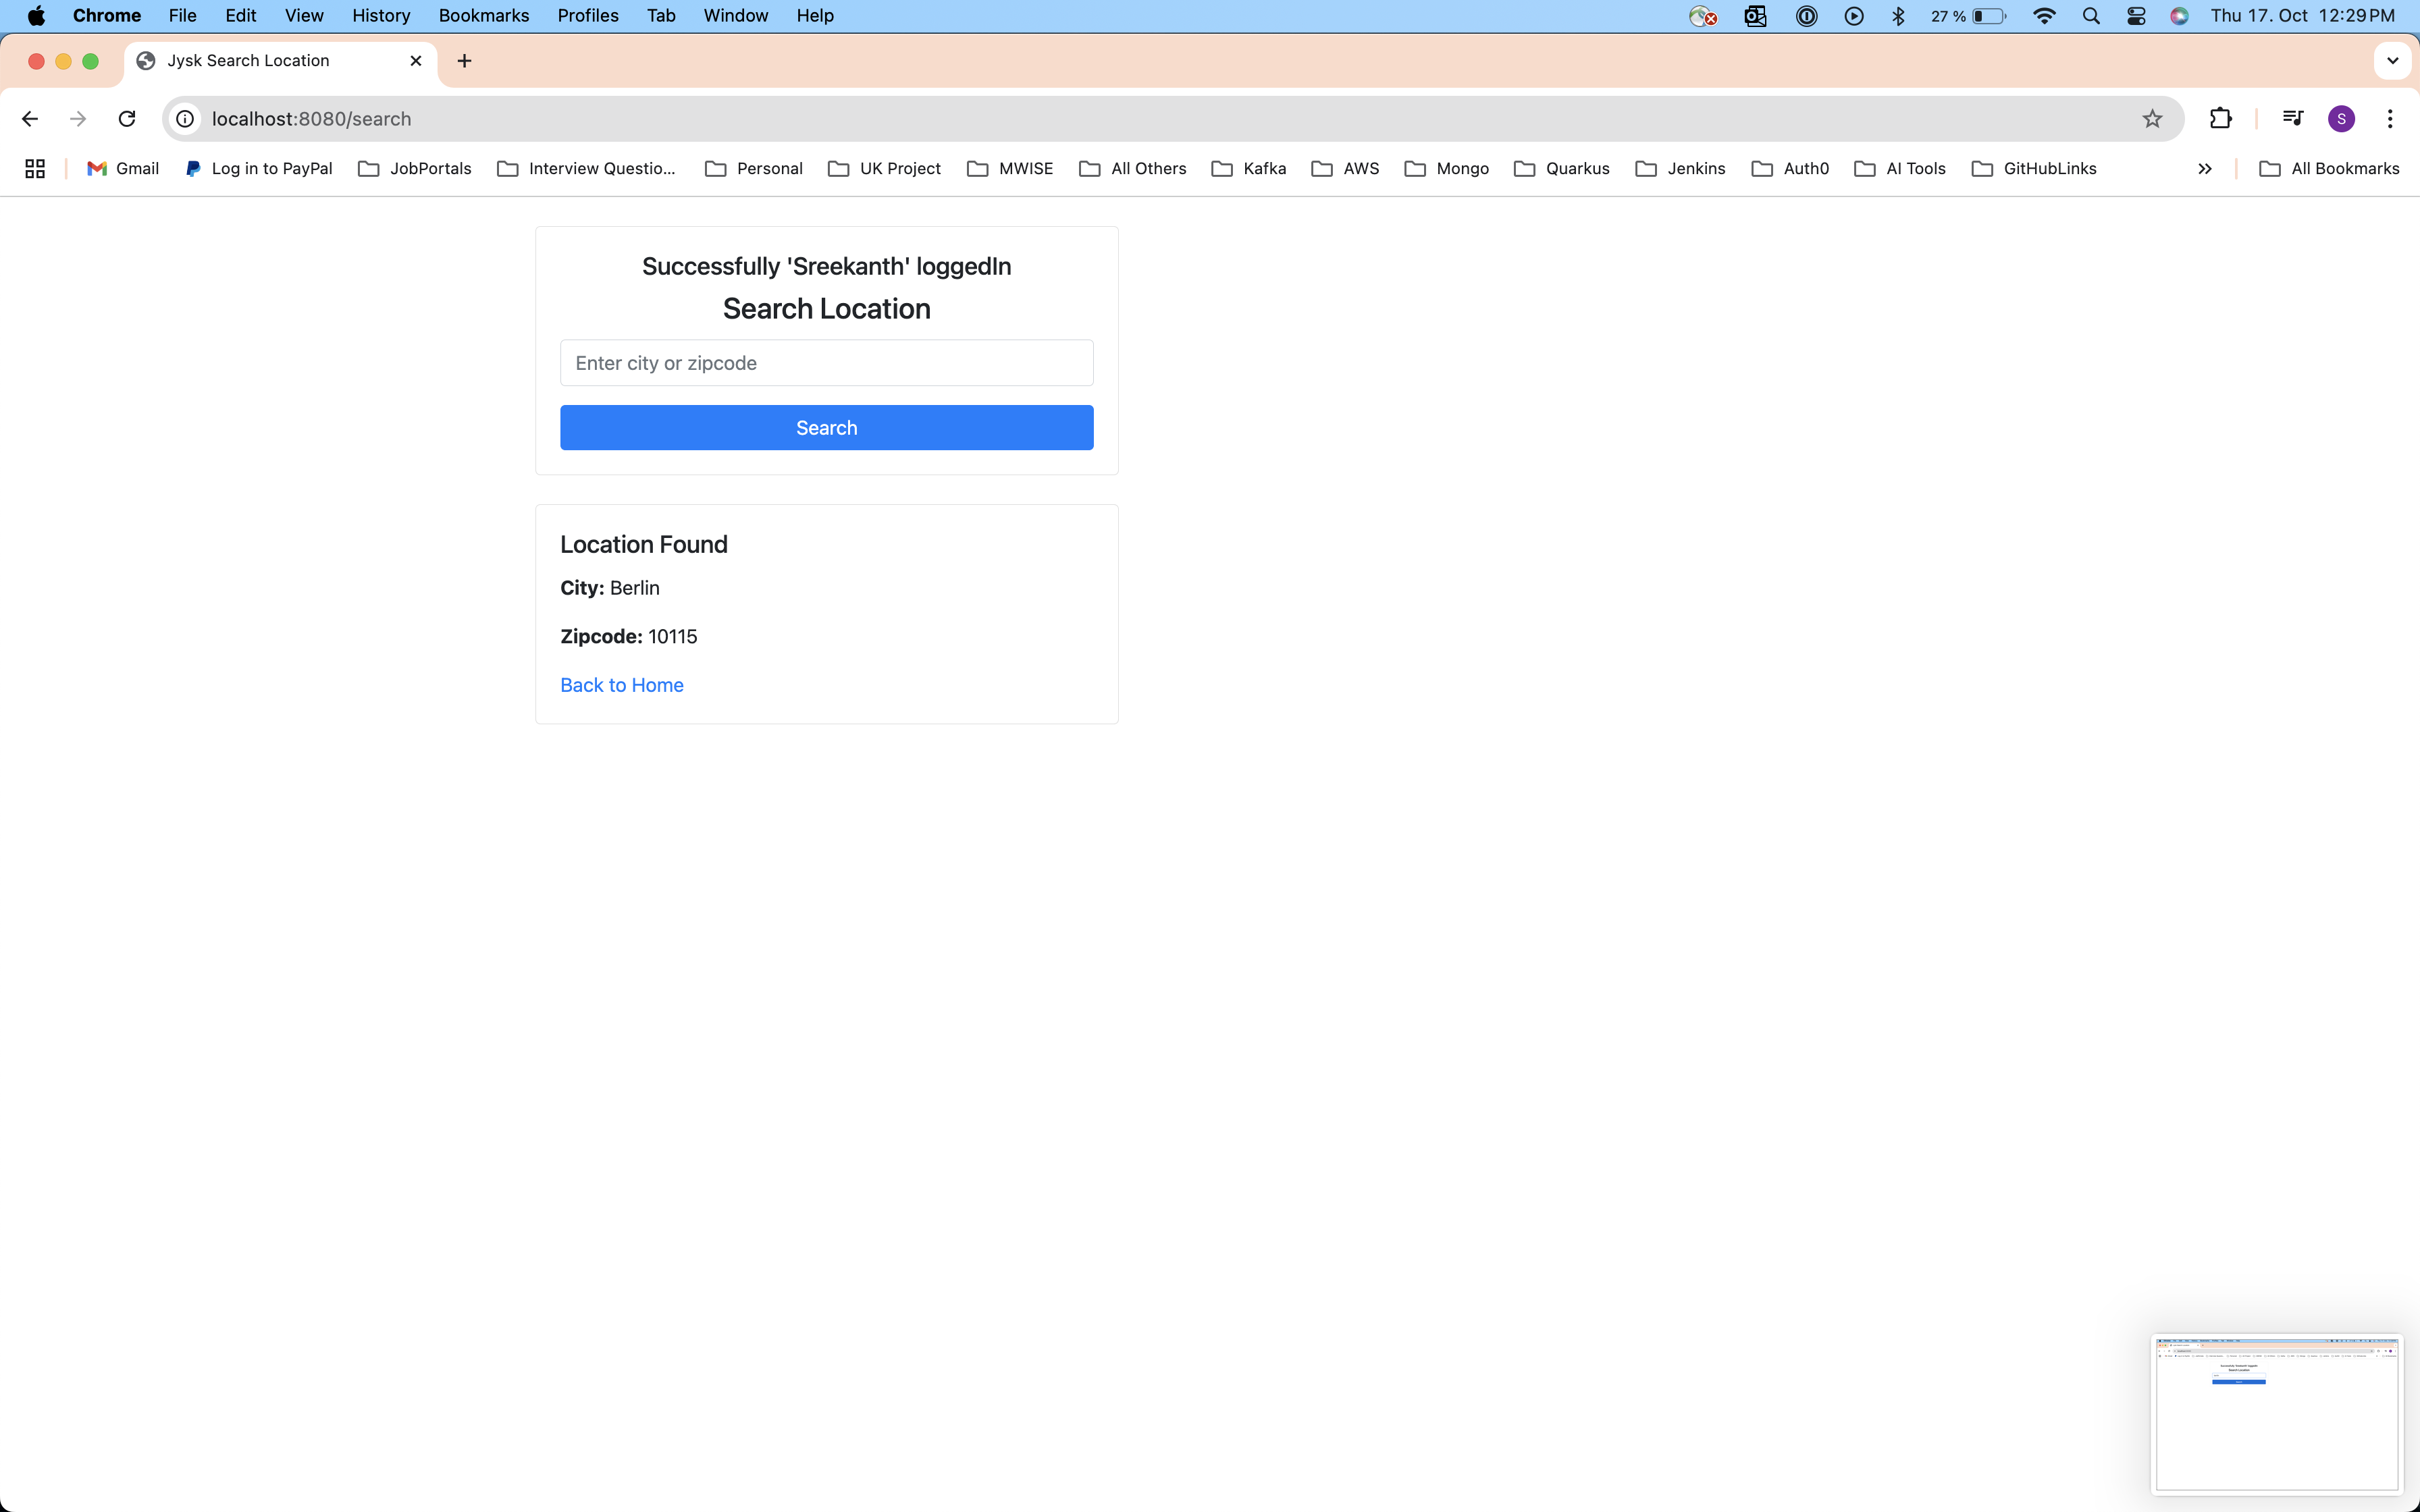 Chrome File Edit View History Bookmarks Profiles Tab Window Help 27 % Thu 17. Oct 12:29 PM
Jysk Search Location
localhost:8080/search S
Gmail Log in to PayPal JobPortals Interview Questio... Personal UK Project MWISE All Others Kafka AWS Mongo Quarkus Jenkins Auth0 AI Tools GitHubLinks All Bookmarks
Successfully 'Sreekanth' loggedIn
Search Location
Enter city or zipcode
Search
Location Found
City: Berlin
Zipcode: 10115
Back to Home